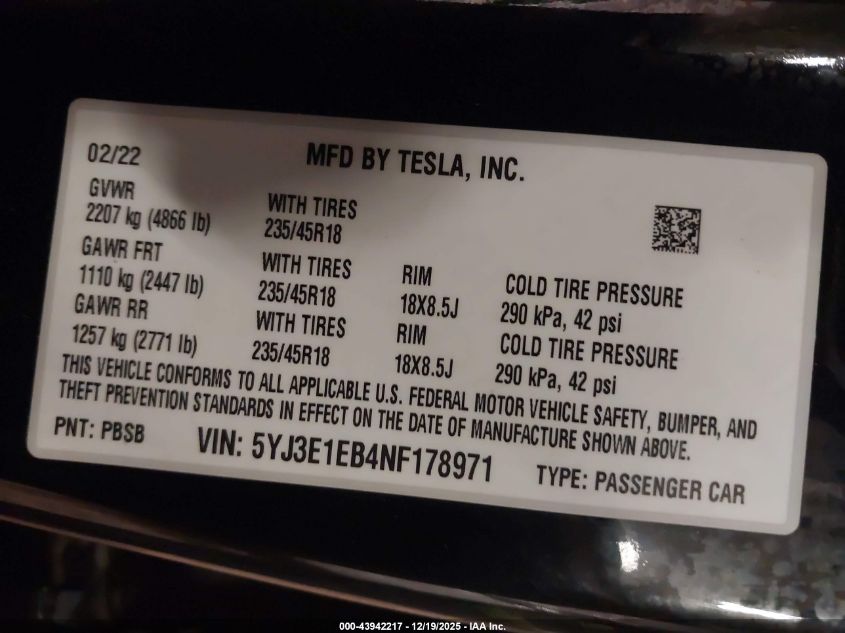 02/22 MFD BY TESLA, INC.
GVWR
2207 kg (4866 lb) WITH TIRES
235/45R18
GAWR FRT
1110 kg (2447 lb) WITH TIRES RIM COLD TIRE PRESSURE
235/45R18 18X8.5J 290 kPa, 42 psi
GAWR RR
1257 kg (2771 lb) WITH TIRES RIM COLD TIRE PRESSURE
235/45R18 18X8.5J 290 kPa, 42 psi
THIS VEHICLE CONFORMS TO ALL APPLICABLE U.S. FEDERAL MOTOR VEHICLE SAFETY, BUMPER, AND
THEFT PREVENTION STANDARDS IN EFFECT ON THE DATE OF MANUFACTURE SHOWN ABOVE.
PNT: PBSB VIN: 5YJ3E1EB4NF178971 TYPE: PASSENGER CAR
000-43942217 - 12/19/2025 - IAA Inc.